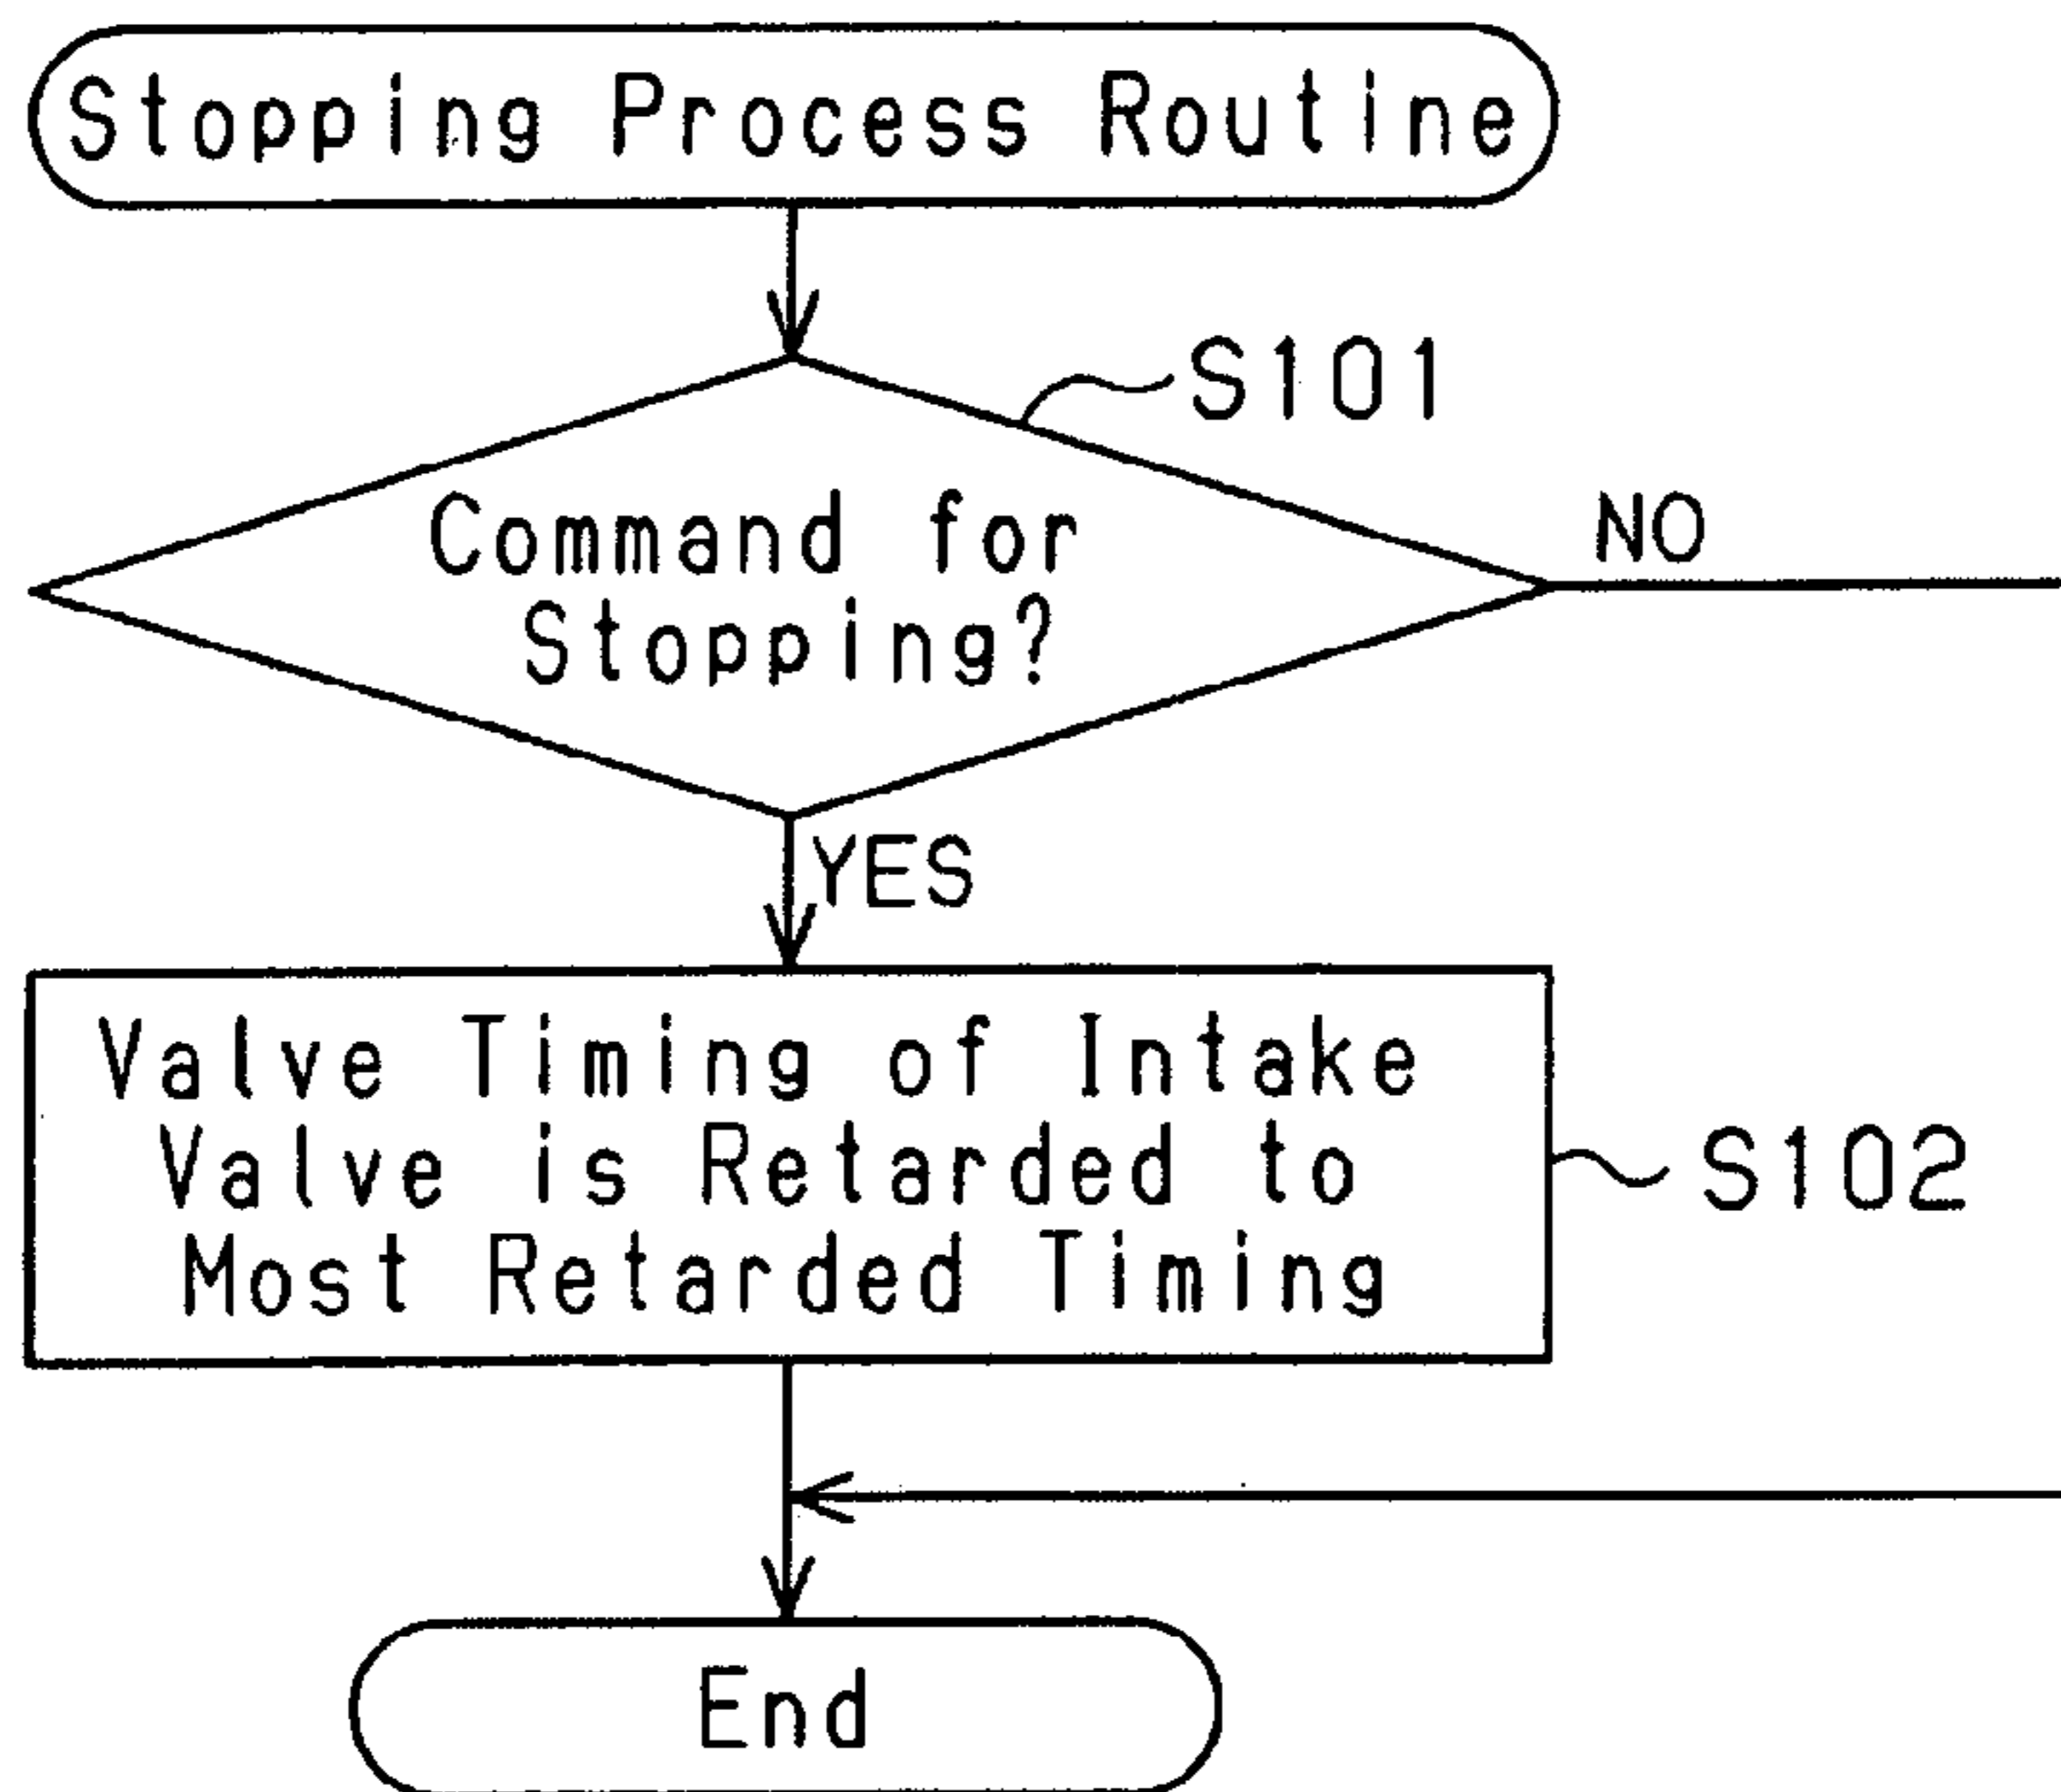 Stopping Process Routine
S101
Command for
Stopping?
NO
YES
Valve Timing of Intake
Valve is Retarded to
Most Retarded Timing
S102
End